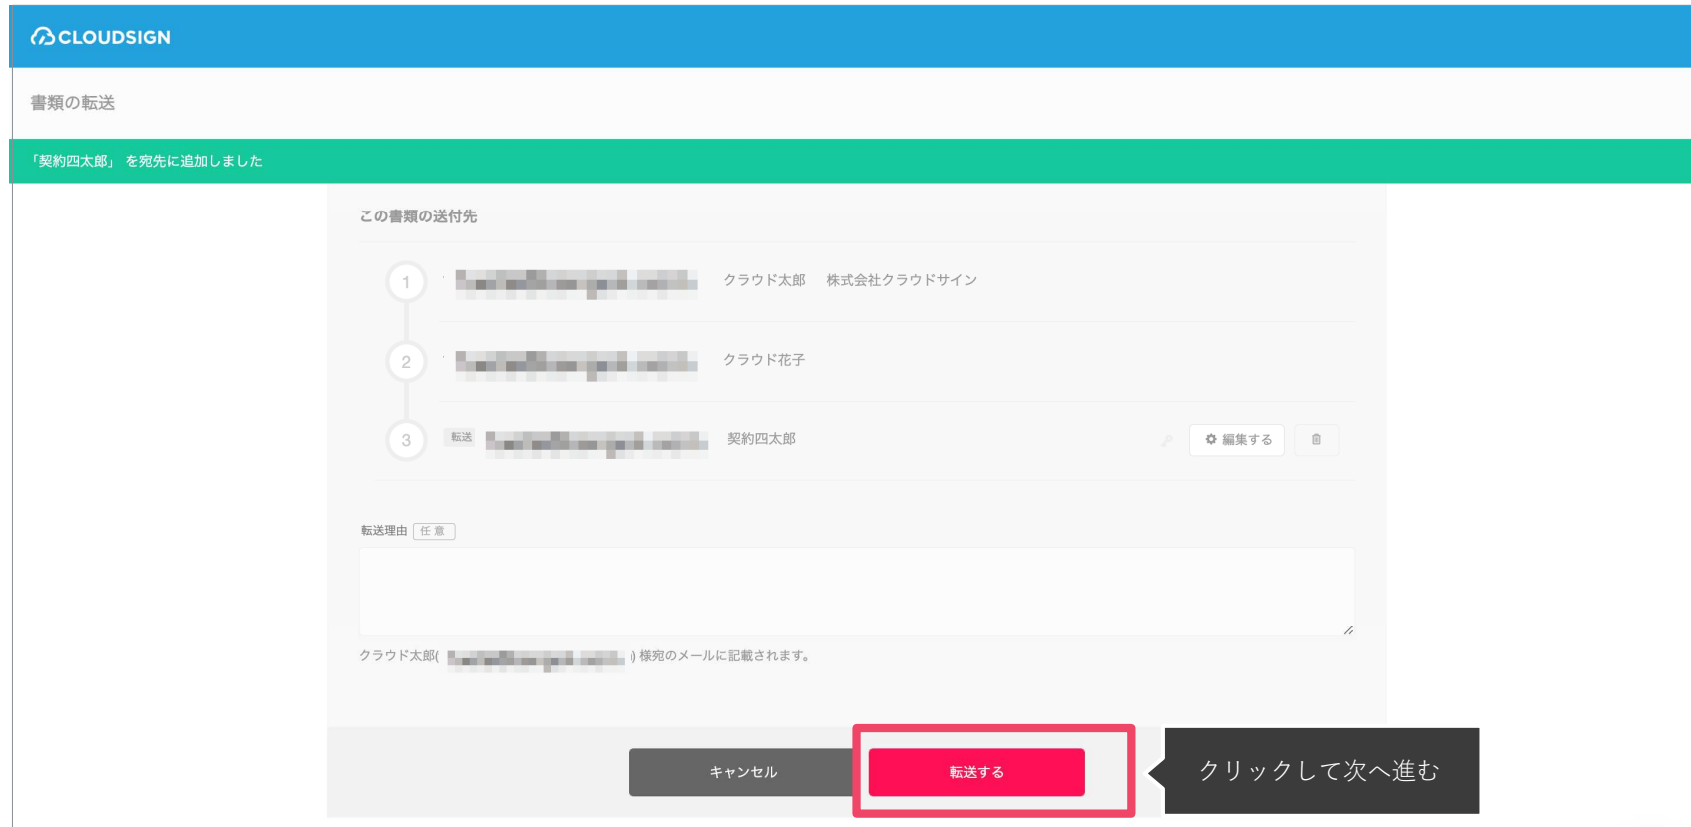 CLOUDSIGN
書類の転送
「契約四太郎」 を宛先に追加しました
この書類の送付先
1 クラウド太郎 株式会社クラウドサイン
2 クラウド花子
3 転送 契約四太郎 編集する
転送理由 任意
クラウド太郎( )様宛のメールに記載されます。
キャンセル 転送する クリックして次へ進む